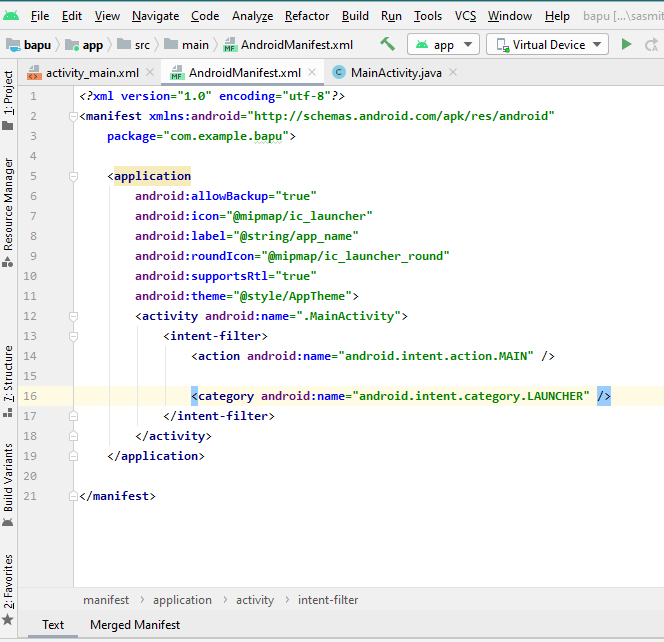 File Edit View Navigate Code Analyze Refactor Build Run Tools VCS Window Help bapu [...\sasmit
bapu app src main AndroidManifest.xml app Virtual Device
activity_main.xml AndroidManifest.xml MainActivity.java
1: Project
Resource Manager
7: Structure
Build Variants
2: Favorites
1 <?xml version="1.0" encoding="utf-8"?>
2 <manifest xmlns:android="http://schemas.android.com/apk/res/android"
3 package="com.example.bapu">
4
5 <application
6 android:allowBackup="true"
7 android:icon="@mipmap/ic_launcher"
8 android:label="@string/app_name"
9 android:roundIcon="@mipmap/ic_launcher_round"
10 android:supportsRtl="true"
11 android:theme="@style/AppTheme">
12 <activity android:name=".MainActivity">
13 <intent-filter>
14 <action android:name="android.intent.action.MAIN" />
15
16 <category android:name="android.intent.category.LAUNCHER" />
17 </intent-filter>
18 </activity>
19 </application>
20
21 </manifest>
manifest > application > activity > intent-filter
Text Merged Manifest